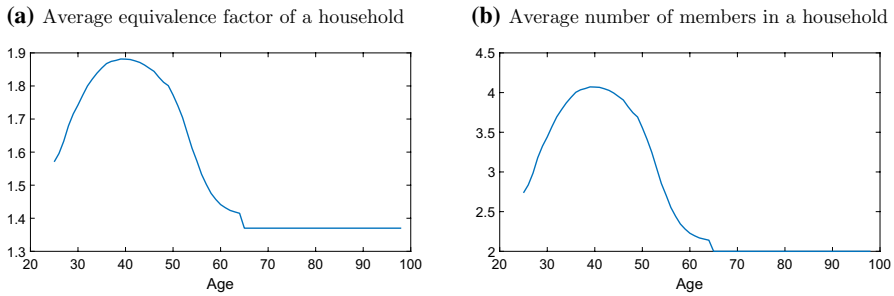 (a) Average equivalence factor of a household
1.9
1.8
1.7
1.6
1.5
1.4
1.3
20 30 40 50 60 70 80 90 100
Age
(b) Average number of members in a household
4.5
4
3.5
3
2.5
2
20 30 40 50 60 70 80 90 100
Age